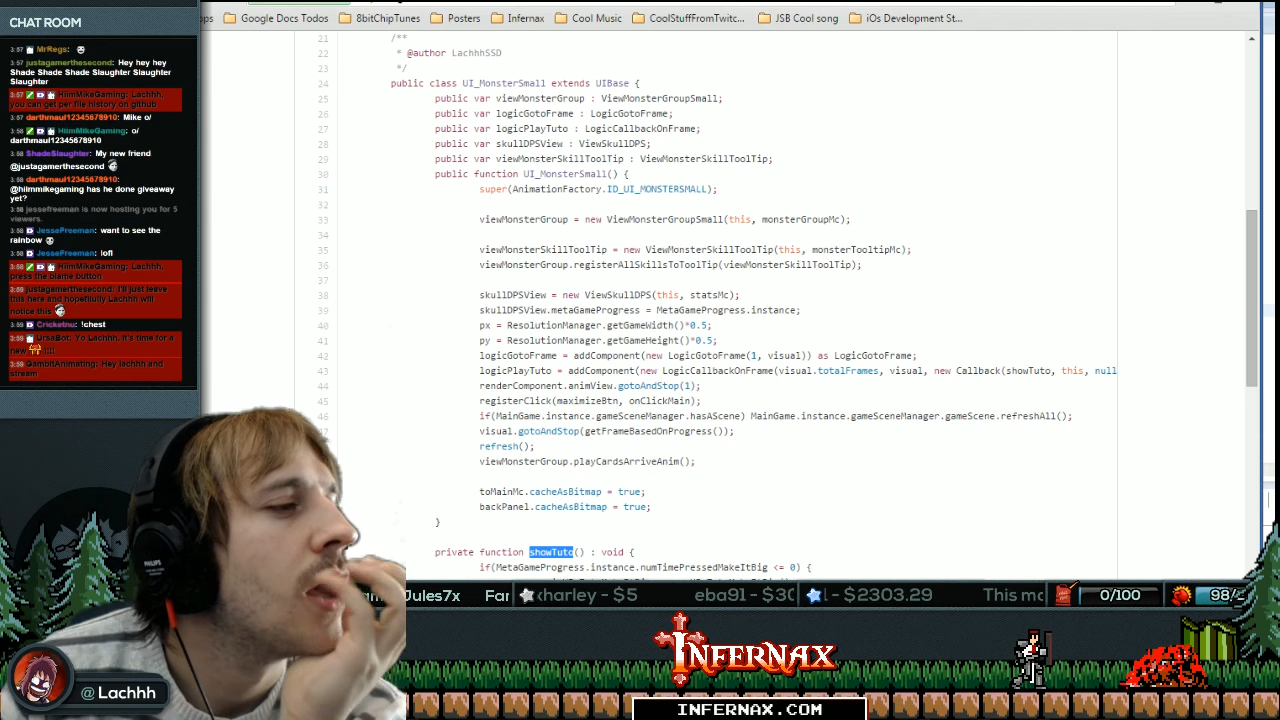 CHAT ROOM
3:57 MrRegs:
justagamerthesecond: Hey hey hey
Shade Shade Shade Slaughter Slaughter
Slaughter
3:57 HiimMikeGaming: Lachhh,
you can get per file history on github
3:57 darthmaul12345678910: Mike o/
3:58 HiimMikeGaming: o/
darthmaul12345678910
3:58 ShadeSlaughter: My new friend
@justagamerthesecond
3:58 darthmaul12345678910:
@hiimmikegaming has he done giveaway
yet?
3:58 jessefreeman is now hosting you for 5
viewers.
3:58 JesseFreeman: want to see the
rainbow
3:58 JesseFreeman: !ofl
3:58 HiimMikeGaming: Lachhh,
press the blame button
3:59 justagamerthesecond: I'll just leave
this here and hopefully Lachhh will
notice this
3:59 Cricketnu: !chest
3:59 UrsaBot: Yo Lachhh, it's time for a
new !!!!
3:59 GambitAnimating: Hey lachhh and
stream
Google Docs Todos 8bitChipTunes Posters Infernax Cool Music CoolStuffFromTwitc... JSB Cool song iOs Development St...
21 /**
22 * @author LachhhSSD
23 */
24 public class UI_MonsterSmall extends UIBase {
25 public var viewMonsterGroup : ViewMonsterGroupSmall;
26 public var logicGotoFrame : LogicGotoFrame;
27 public var logicPlayTuto : LogicCallbackOnFrame;
28 public var skullDPSView : ViewSkullDPS;
29 public var viewMonsterSkillToolTip : ViewMonsterSkillToolTip;
30 public function UI_MonsterSmall() {
31 super(AnimationFactory.ID_UI_MONSTERSMALL);
32
33 viewMonsterGroup = new ViewMonsterGroupSmall(this, monsterGroupMc);
34
35 viewMonsterSkillToolTip = new ViewMonsterSkillToolTip(this, monsterTooltipMc);
36 viewMonsterGroup.registerAllSkillsToToolTip(viewMonsterSkillToolTip);
37
38 skullDPSView = new ViewSkullDPS(this, statsMc);
39 skullDPSView.metaGameProgress = MetaGameProgress.instance;
40 px = ResolutionManager.getGameWidth()*0.5;
41 py = ResolutionManager.getGameHeight()*0.5;
42 logicGotoFrame = addComponent(new LogicGotoFrame(1, visual)) as LogicGotoFrame;
43 logicPlayTuto = addComponent(new LogicCallbackOnFrame(visual.totalFrames, visual, new Callback(showTuto, this, null
44 renderComponent.animView.gotoAndStop(1);
45 registerClick(maximizeBtn, onClickMain);
46 if(MainGame.instance.gameSceneManager.hasAScene) MainGame.instance.gameSceneManager.gameScene.refreshAll();
visual.gotoAndStop(getFrameBasedOnProgress());
refresh();
viewMonsterGroup.playCardsArriveAnim();
toMainMc.cacheAsBitmap = true;
backPanel.cacheAsBitmap = true;
}
private function showTuto() : void {
if(MetaGameProgress.instance.numTimePressedMakeItBig <= 0) {
Jules7x Far charley - $5 eba91 - $30 l - $2303.29 This mo 0/100 98/
INFERNAX
@Lachhh
INFERNAX.COM
PHILIPS